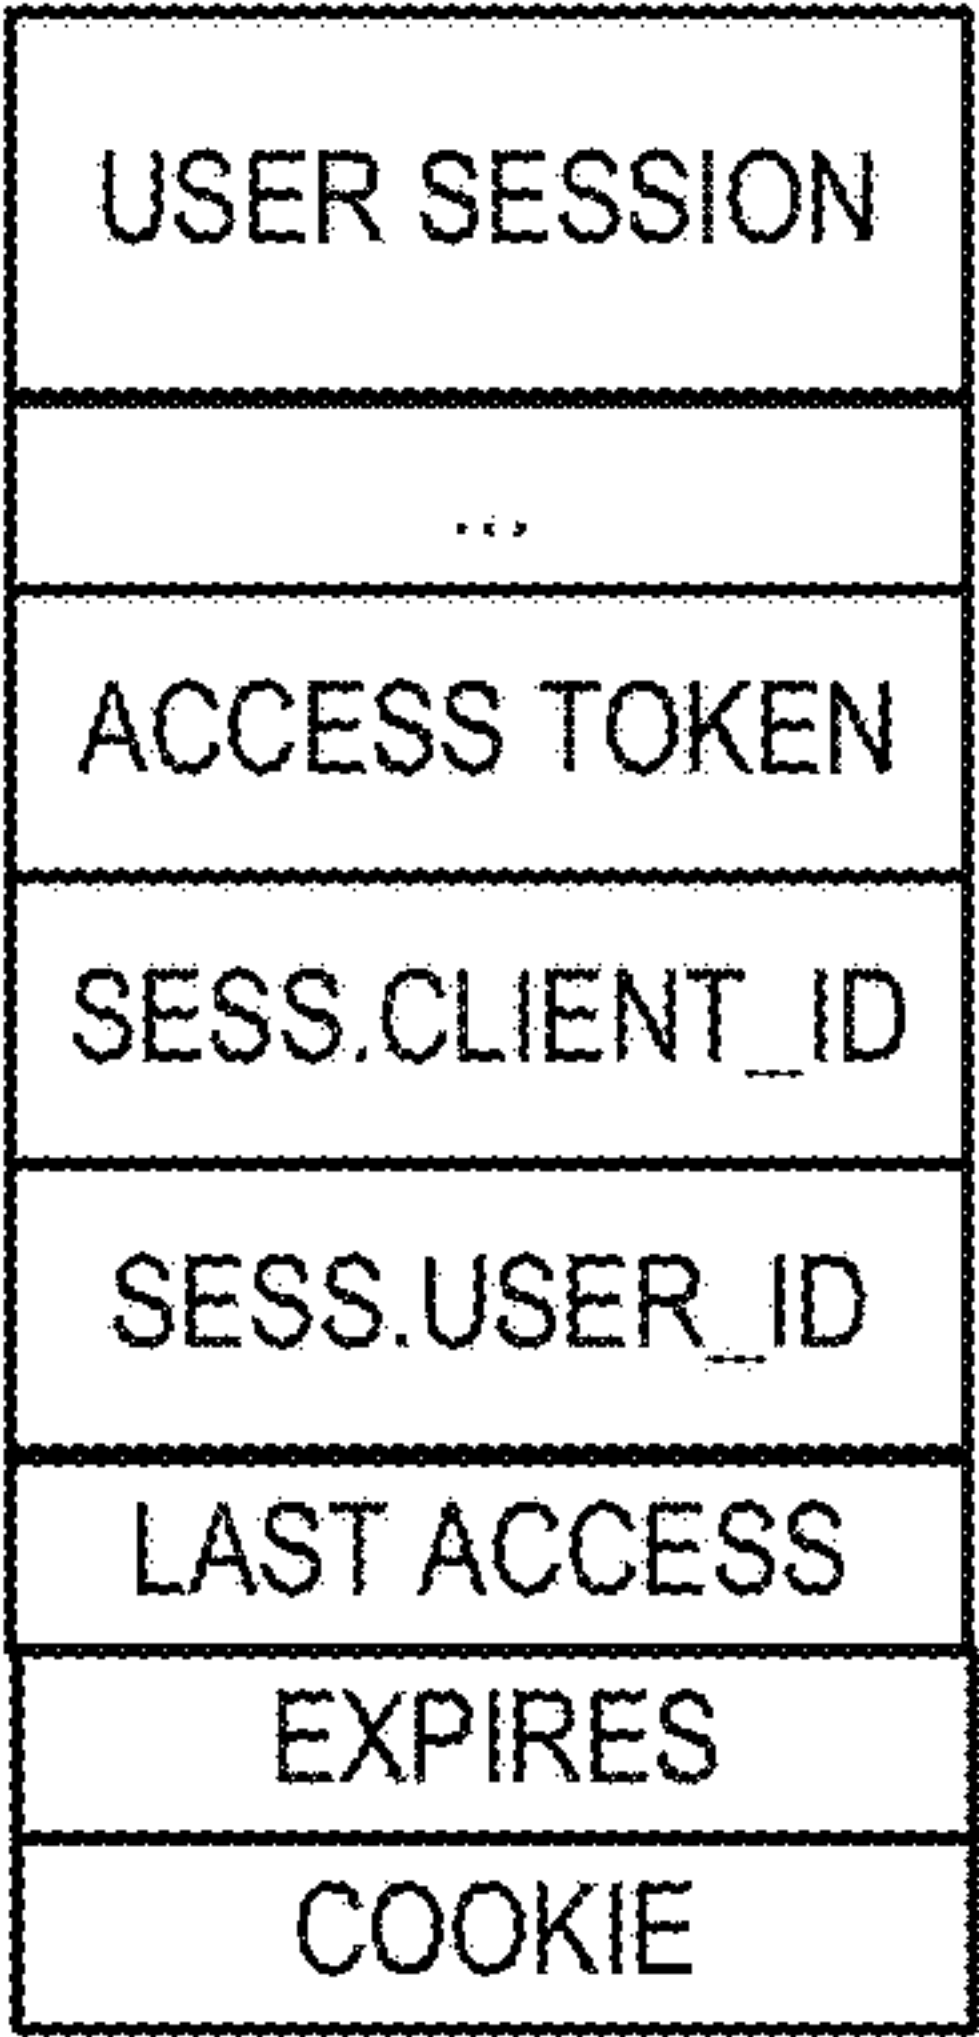 USER SESSION
...
ACCESS TOKEN
SESS.CLIENT_ID
SESS.USER_ID
LAST ACCESS
EXPIRES
COOKIE